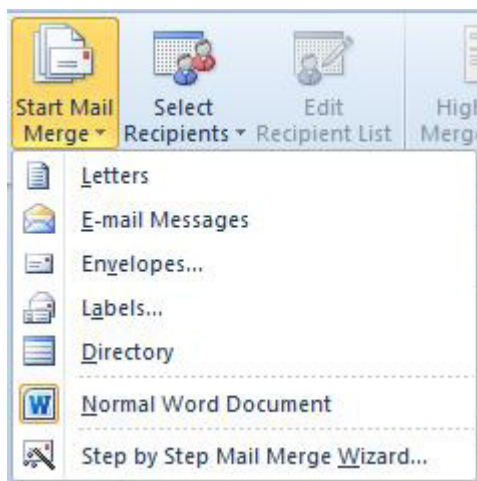 Start Mail Select Edit
Merge Recipients Recipient List
Letters
E-mail Messages
Envelopes...
Labels...
Directory
Normal Word Document
Step by Step Mail Merge Wizard...